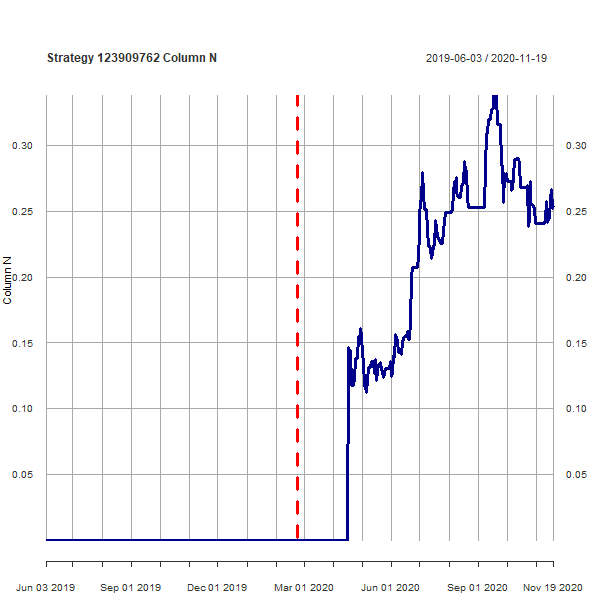 Strategy 123909762 Column N
2019-06-03 / 2020-11-19
Column N
0.30
0.25
0.20
0.15
0.10
0.05
0.30
0.25
0.20
0.15
0.10
0.05
Jun 03 2019
Sep 01 2019
Dec 01 2019
Mar 01 2020
Jun 01 2020
Sep 01 2020
Nov 19 2020